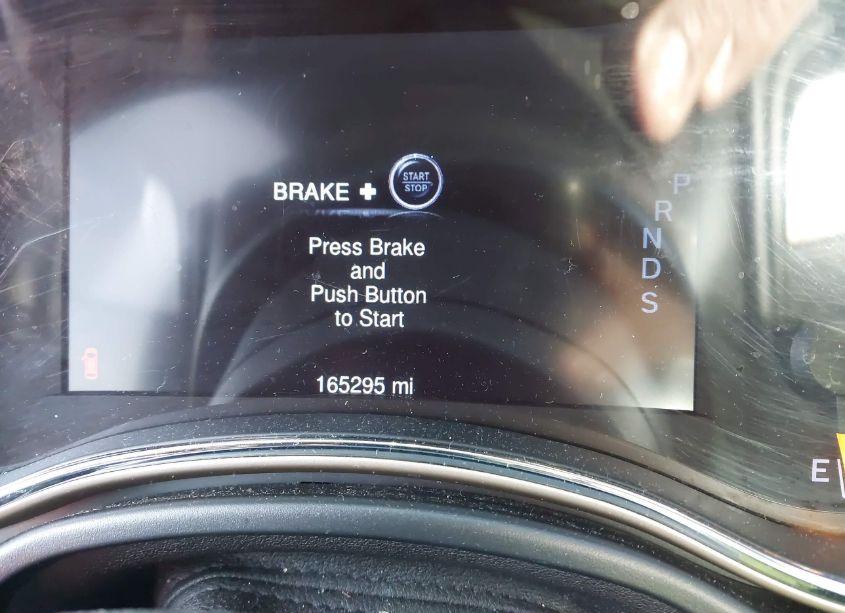 BRAKE +
START
STOP
Press Brake
and
Push Button
to Start
165295 mi
P
R
N
D
S
E